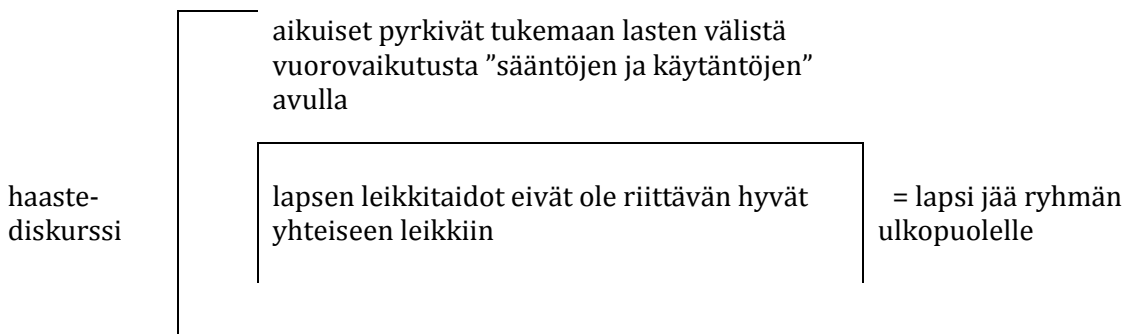 aikuiset pyrkivät tukemaan lasten välistä
vuorovaikutusta ”sääntöjen ja käytäntöjen”
avulla
haaste-
diskurssi
lapsen leikkitaidot eivät ole riittävän hyvät
yhteiseen leikkiin
= lapsi jää ryhmän
ulkopuolelle